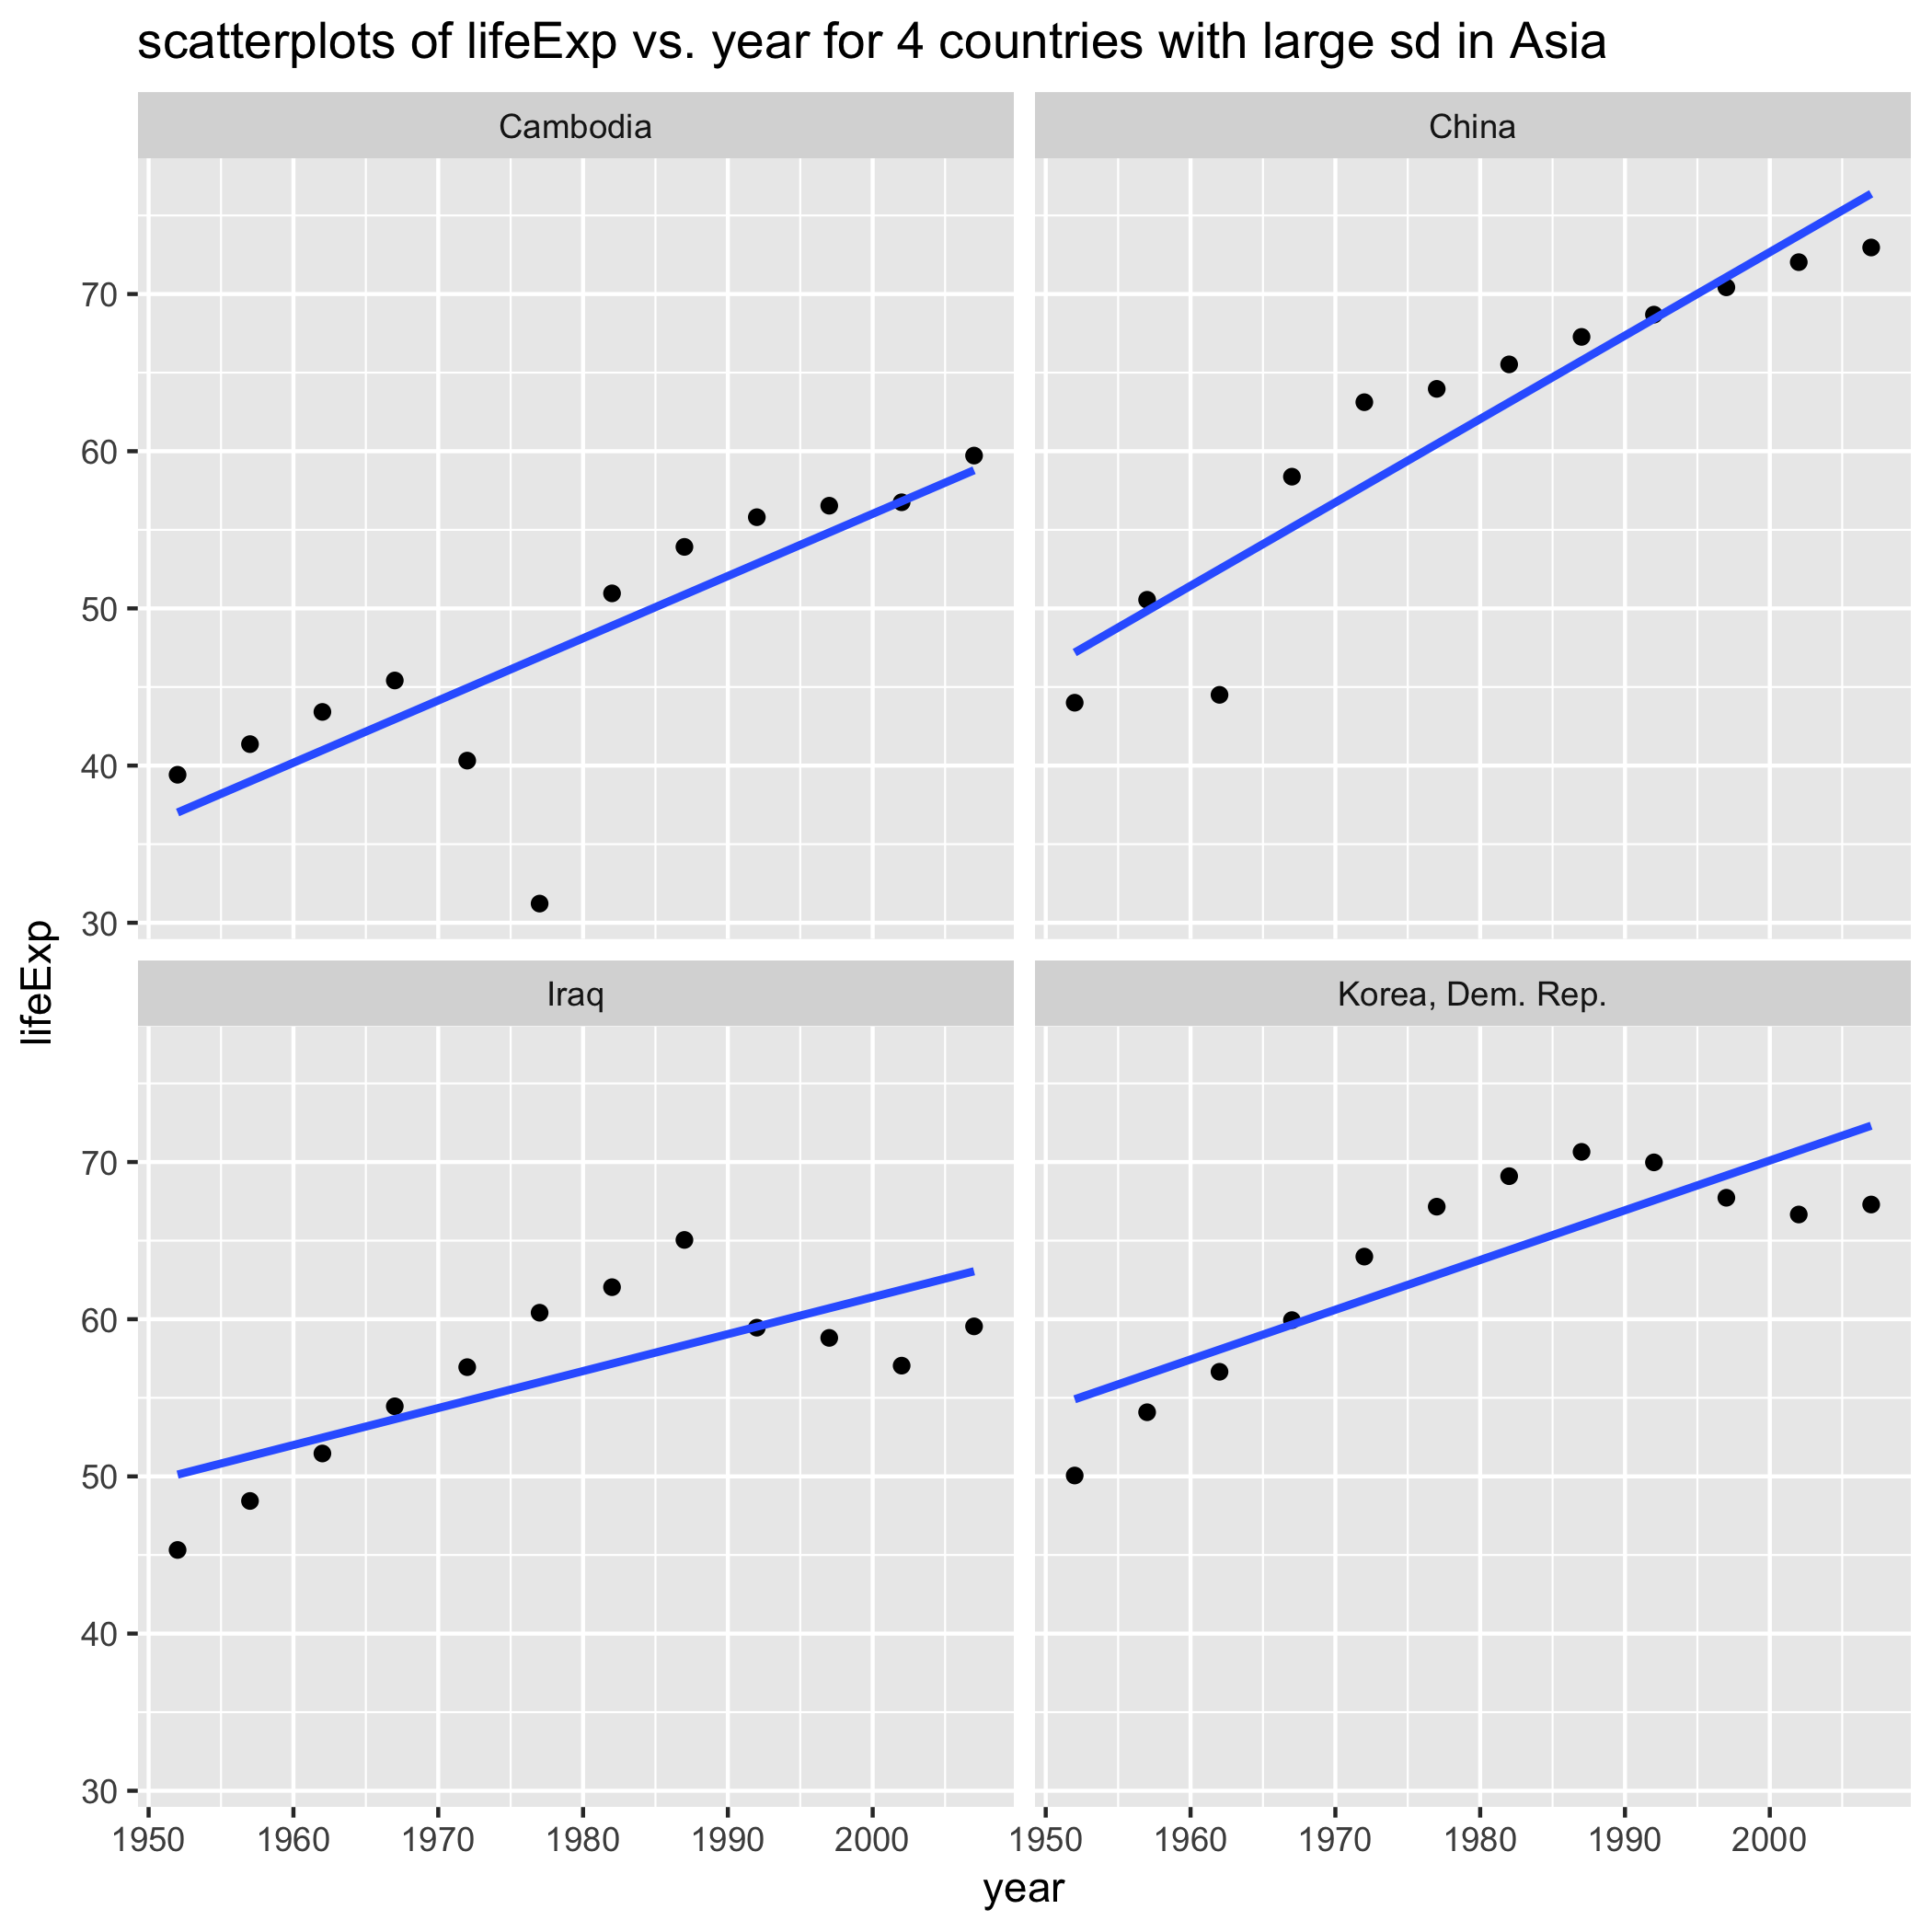 scatterplots of lifeExp vs. year for 4 countries with large sd in Asia
Cambodia
China
70
60
50
40
30
lifeExp
Iraq
Korea, Dem. Rep.
70
60
50
40
30
1950 1960 1970 1980 1990 2000 1950 1960 1970 1980 1990 2000
year